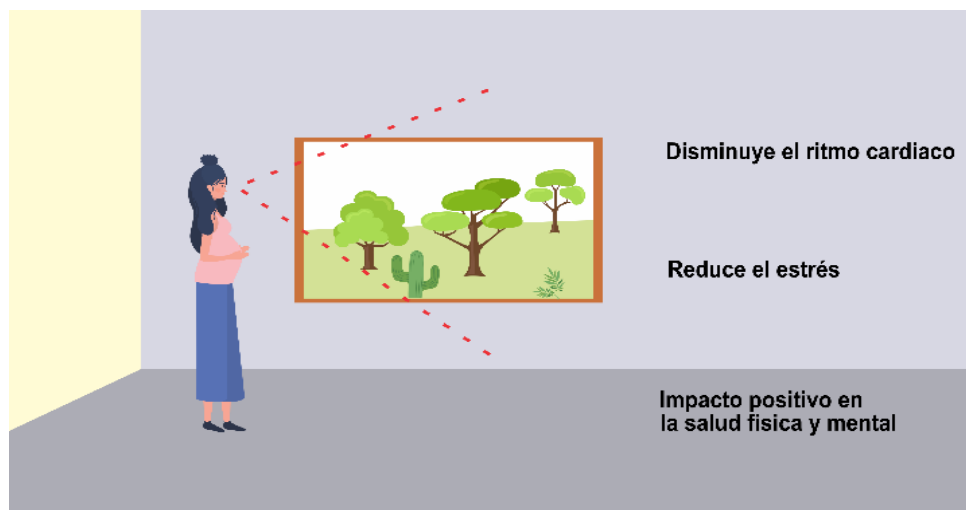 Disminuye el ritmo cardiaco
Reduce el estrés
Impacto positivo en
la salud fisica y mental